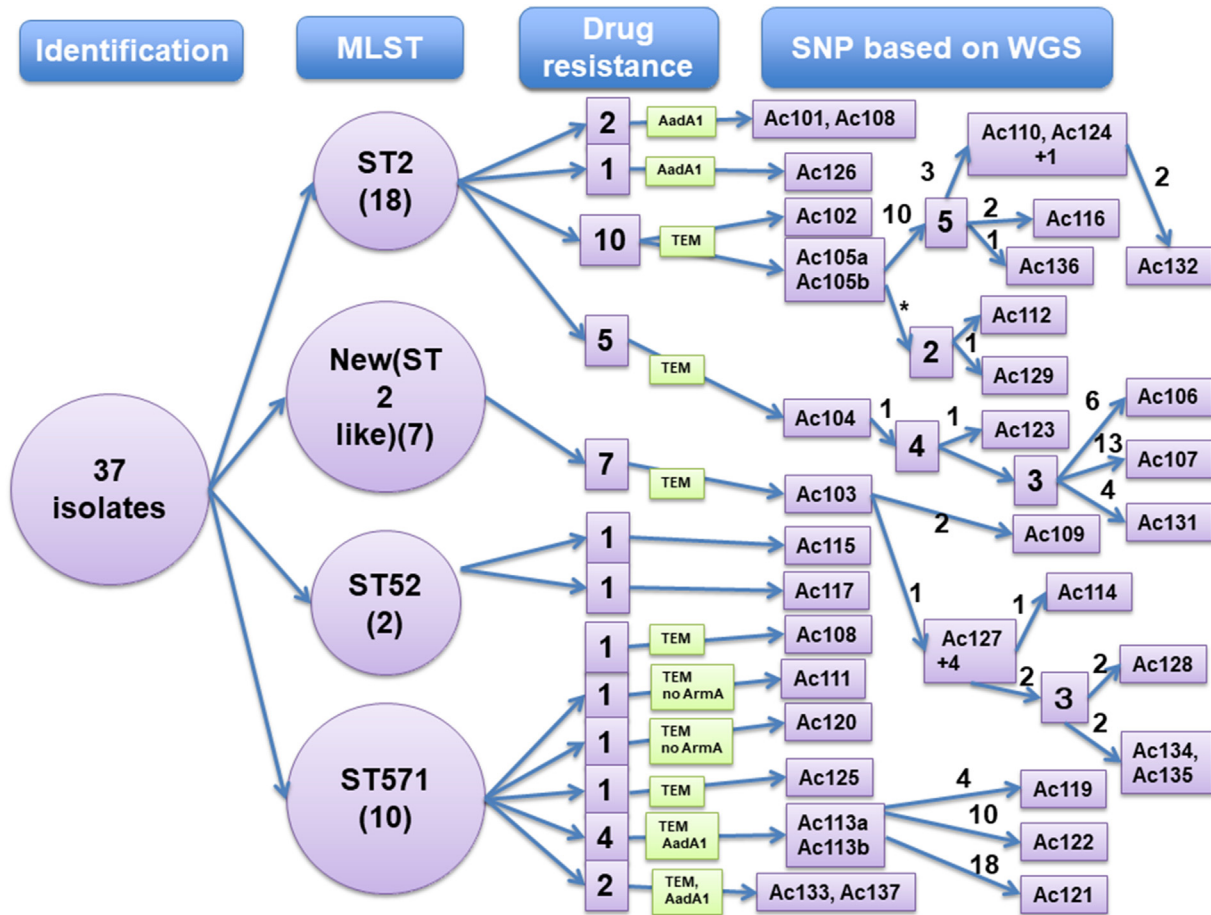 Identification
MLST
Drug
resistance
SNP based on WGS
37
isolates
ST2
(18)
New(ST
2
like)(7)
ST52
(2)
ST571
(10)
2
AadA1
Ac101, Ac108
1
AadA1
Ac126
10
TEM
Ac102
Ac105a
Ac105b
10
5
3
Ac110, Ac124
+1
2
Ac132
2
Ac116
1
Ac136
*
2
Ac112
1
Ac129
5
TEM
Ac104
1
4
1
Ac123
3
6
Ac106
13
Ac107
4
Ac131
7
TEM
Ac103
2
Ac109
1
Ac127
+4
1
Ac114
2
3
2
Ac128
2
Ac134,
Ac135
1
Ac115
1
Ac117
1
TEM
Ac108
1
TEM
no ArmA
Ac111
1
TEM
no ArmA
Ac120
1
TEM
Ac125
4
TEM
AadA1
Ac113a
Ac113b
4
Ac119
10
Ac122
18
Ac121
2
TEM,
AadA1
Ac133, Ac137